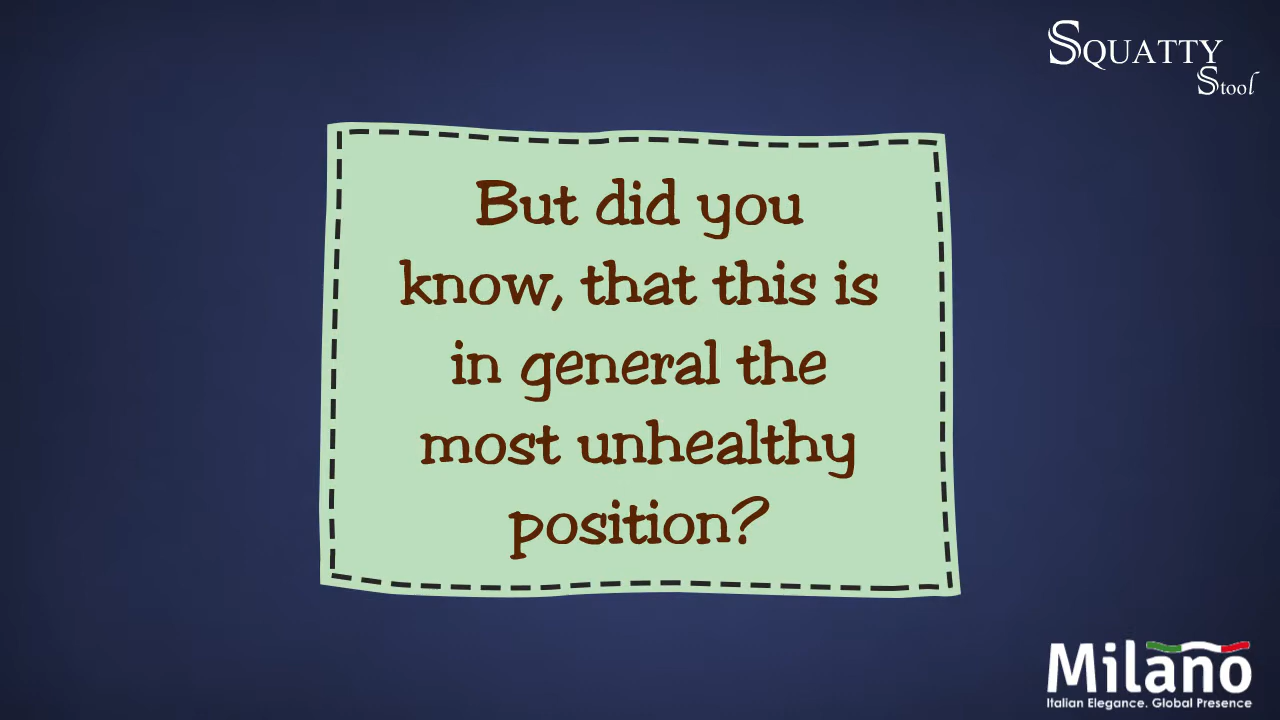 SQUATTY
Stool
But did you
know, that this is
in general the
most unhealthy
position?
Milano
Italian Elegance. Global Presence